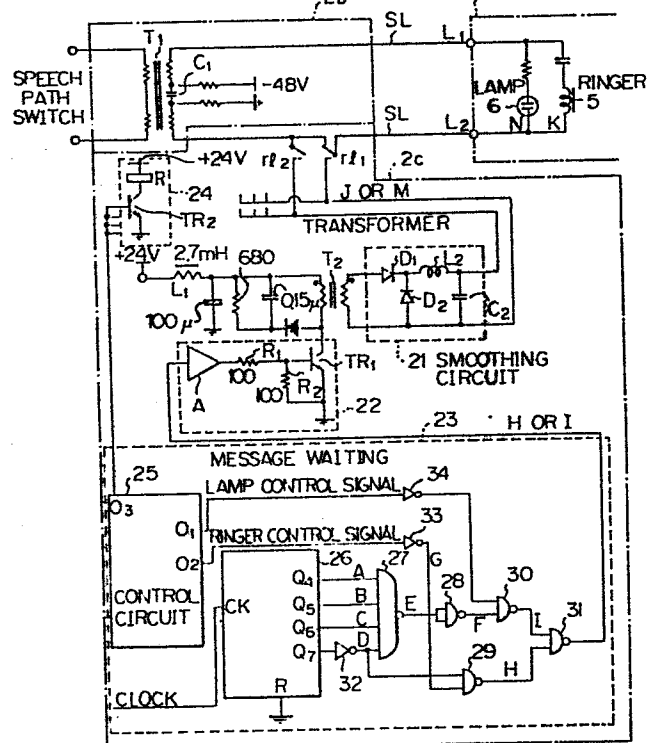 SL
L1
T1
C1
-48V
SPEECH
PATH
SWITCH
LAMP
6
N
K
RINGER
5
SL
L2
+24V
rl2
rl1
2c
R
24
J OR M
TR2
TRANSFORMER
+24V
2.7mH
680
T2
D1
L2
L1
0.15μ
D2
C2
100μ
R1
TR1
21 SMOOTHING
CIRCUIT
A
100
100
R2
22
23
H OR I
MESSAGE WAITING
25
LAMP CONTROL SIGNAL
34
O3
O1
RINGER CONTROL SIGNAL
33
O2
26
27
G
30
Q4
A
28
31
CONTROL
CIRCUIT
CK
Q5
B
E
Q6
C
F
I
Q7
D
29
32
H
CLOCK
R